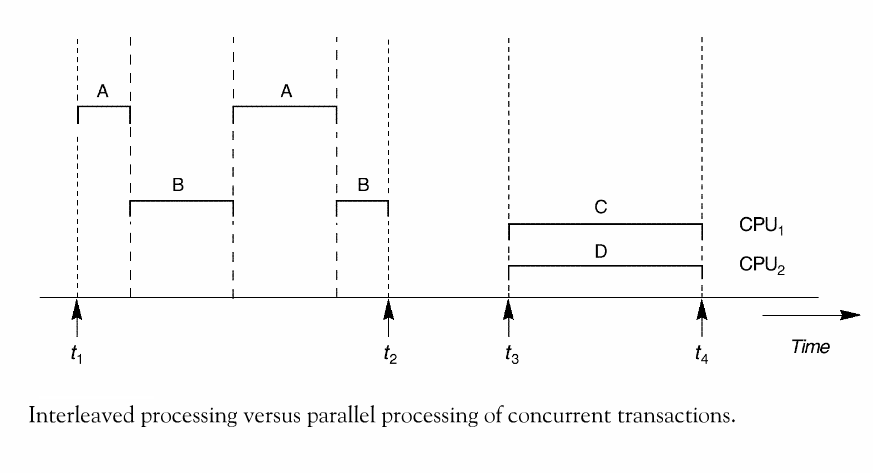 A A
B B
C CPU₁
D CPU₂
t₁ t₂ t₃ t₄ Time
Interleaved processing versus parallel processing of concurrent transactions.